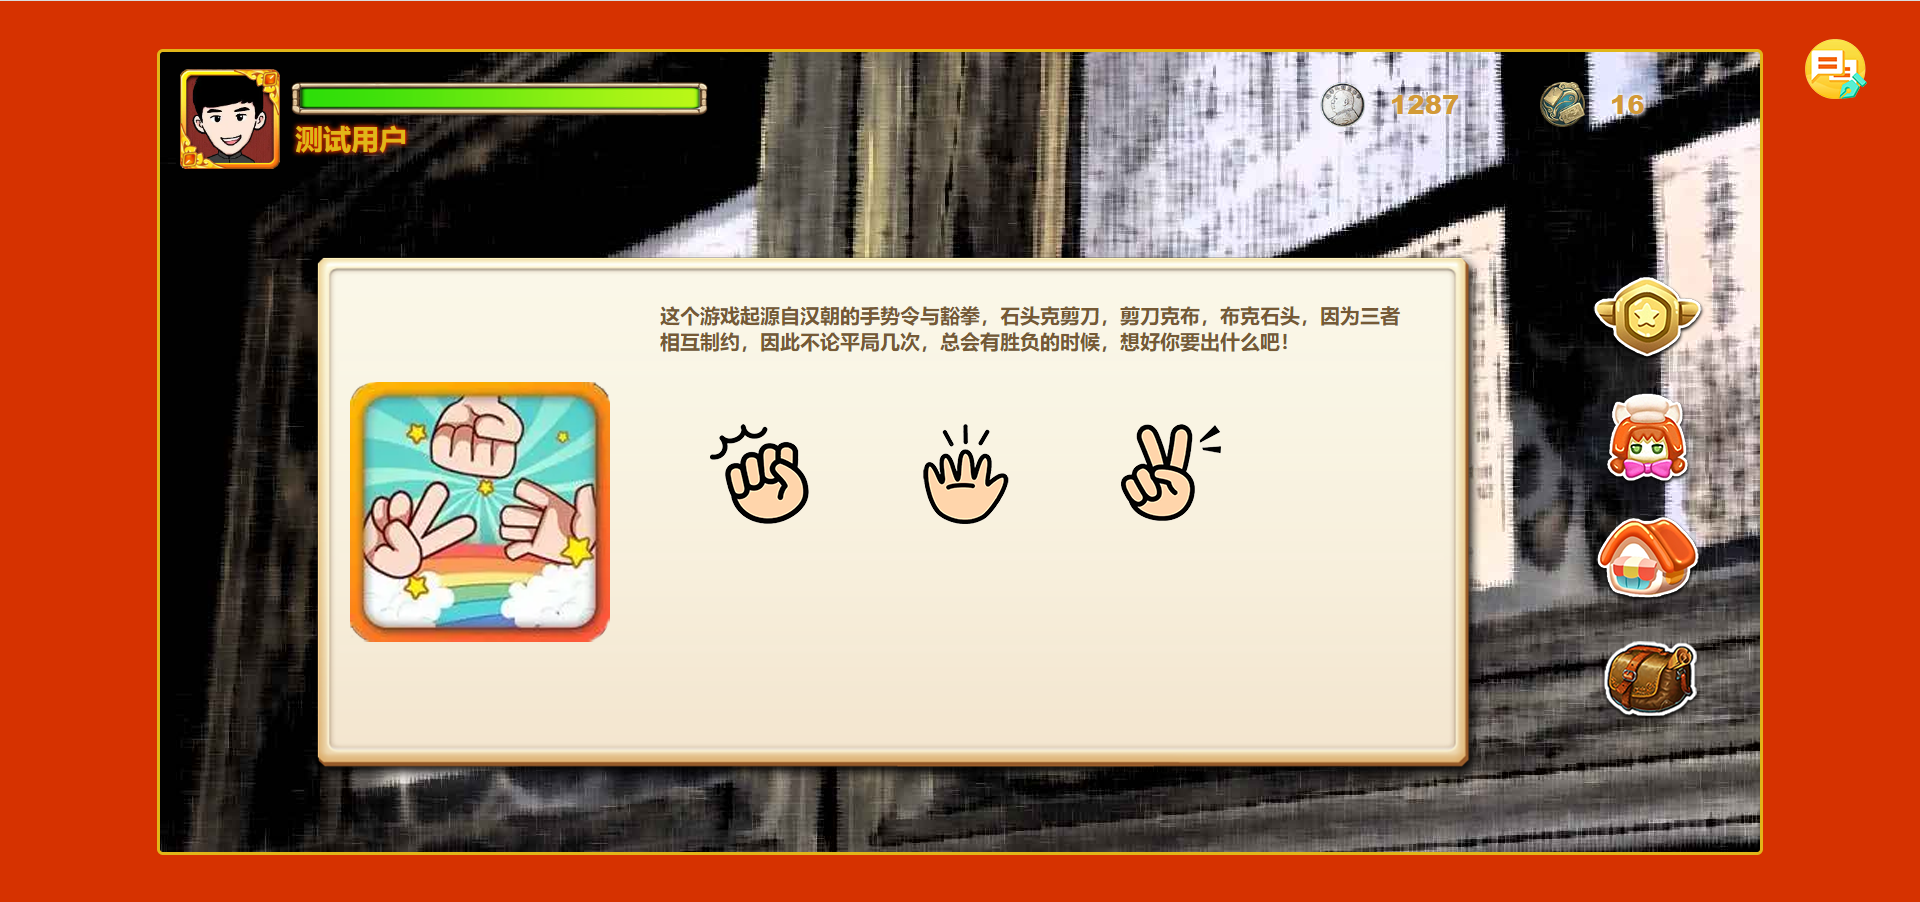 测试用户
1287
16
这个游戏起源自汉朝的手势令与豁拳，石头克剪刀，剪刀克布，布克石头，因为三者
相互制约，因此不论平局几次，总会有胜负的时候，想好你要出什么吧！